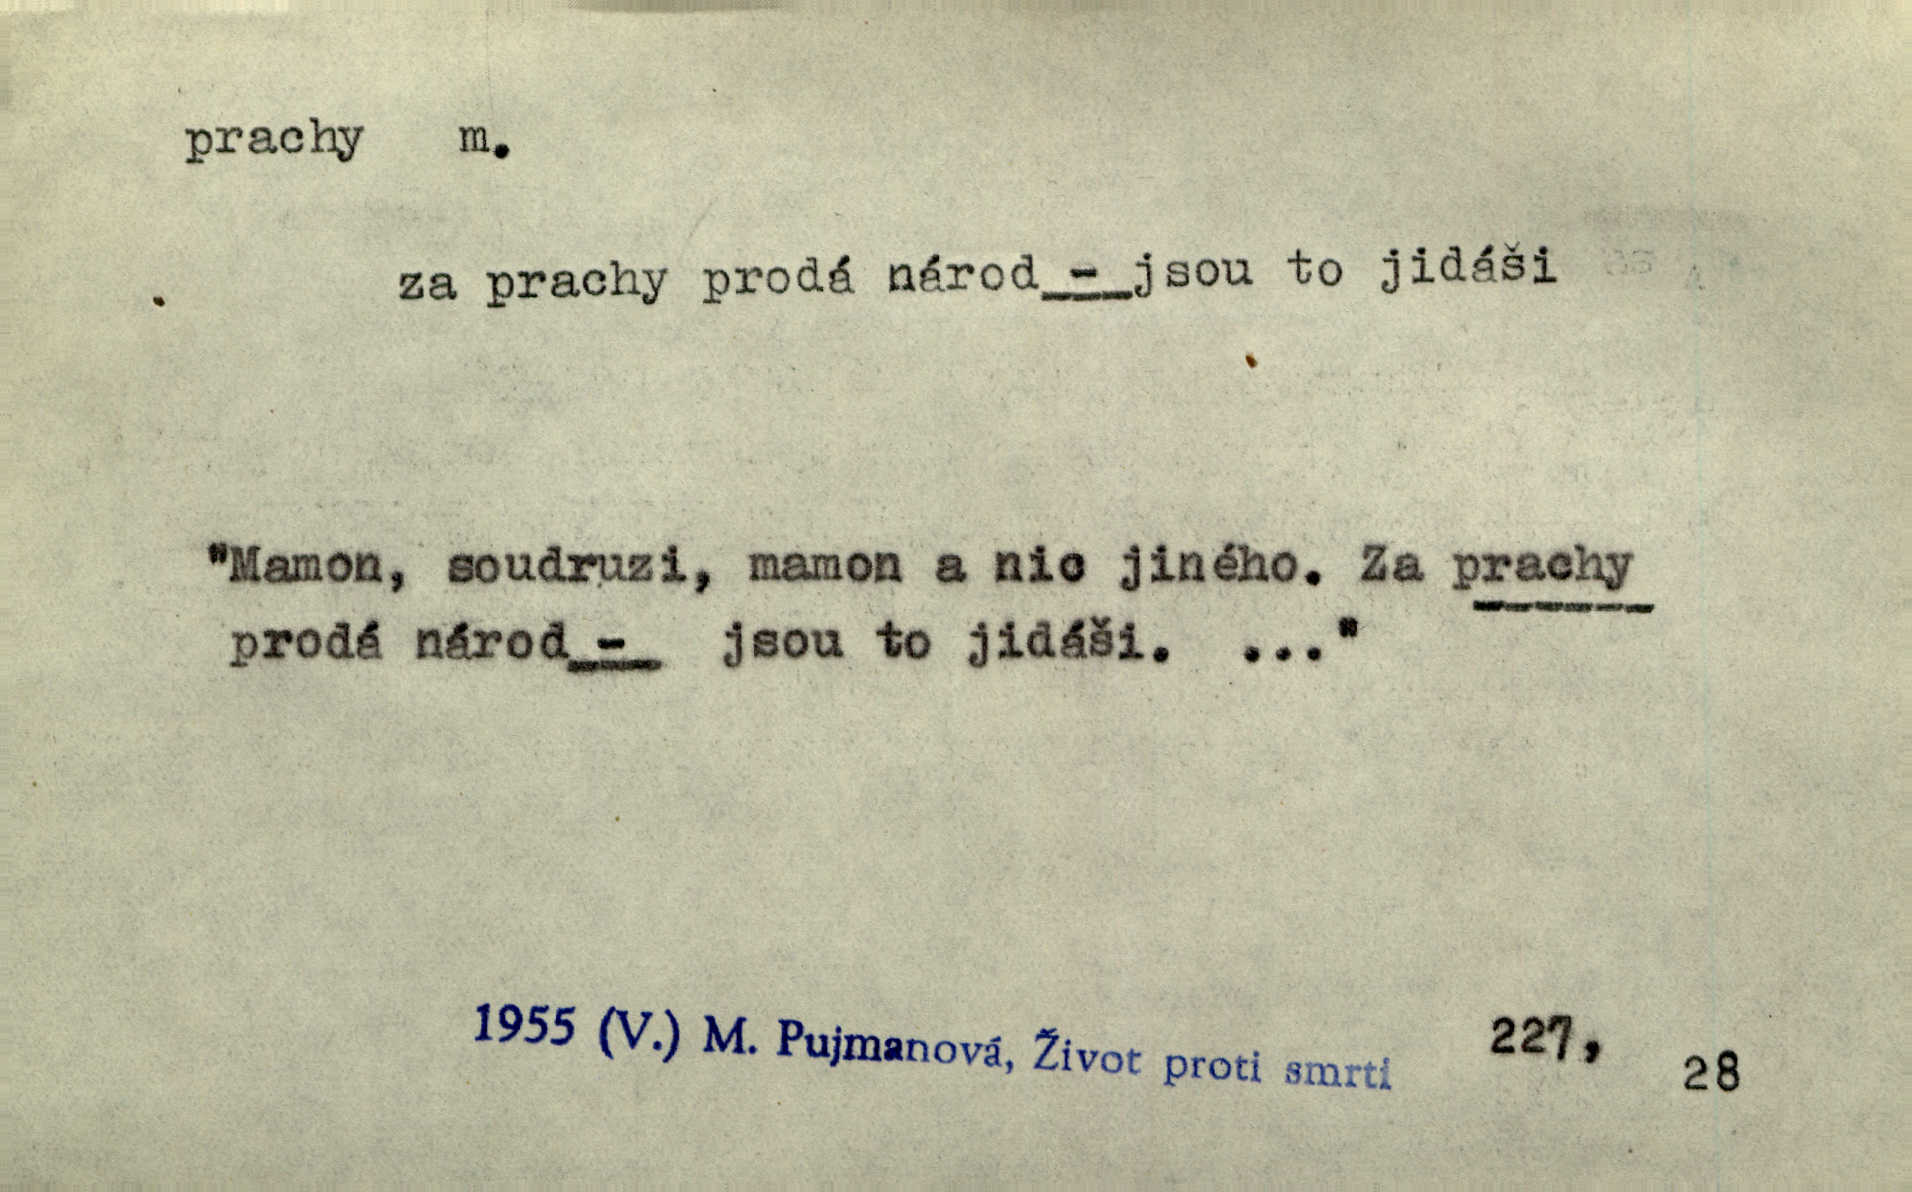 prachy m.
za prachy prodá národ - jsou to jidáši
"Mamon, soudruzi, mamon a nic jiného. Za prachy
prodá národ - jsou to jidáši. ..."
1955 (V.) M. Pujmanová, Život proti smrti 227, 28